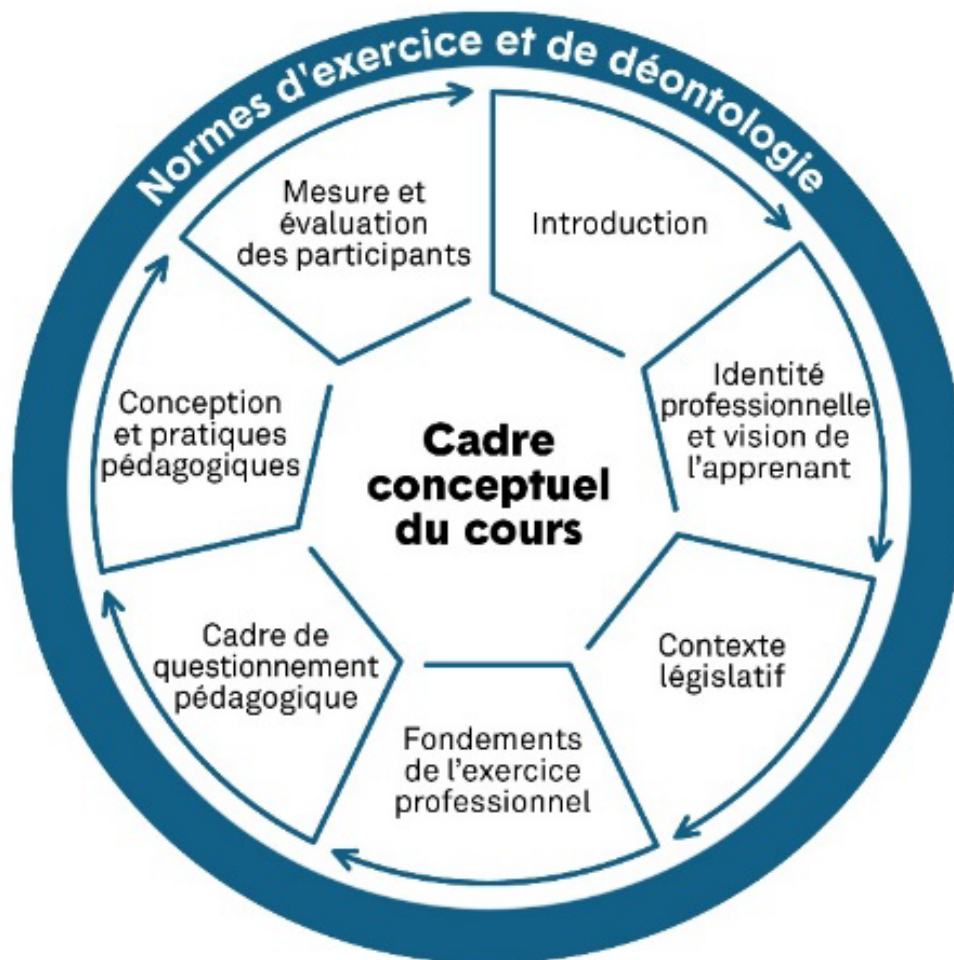 Normes d'exercice et de déontologie
Introduction
Identité
professionnelle
et vision de
l'apprenant
Contexte
législatif
Fondements
de l'exercice
professionnel
Cadre de
questionnement
pédagogique
Conception
et pratiques
pédagogiques
Mesure et
évaluation
des participants
Cadre
conceptuel
du cours